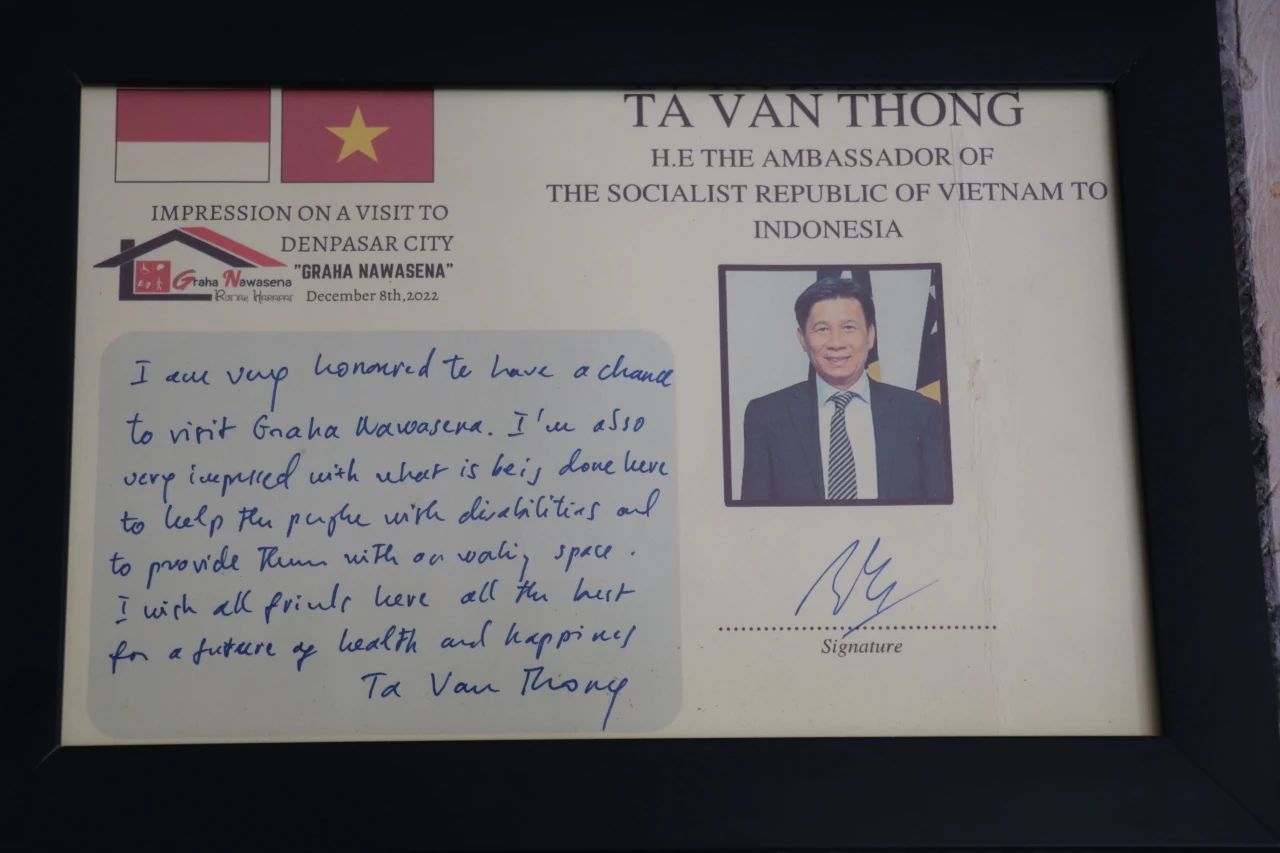 TA VAN THONG
H.E THE AMBASSADOR OF
THE SOCIALIST REPUBLIC OF VIETNAM TO
INDONESIA
IMPRESSION ON A VISIT TO
DENPASAR CITY
"GRAHA NAWASENA"
December 8th,2022
Graha Nawasena
Rumah Harapan
I am very honoured to have a chance
to visit Graha Nawasena. I'm also
very impressed with what is being done here
to help the people with disabilities and
to provide them with a working space.
I wish all friends here all the best
for a future of health and happiness
Ta Van Thong
Signature